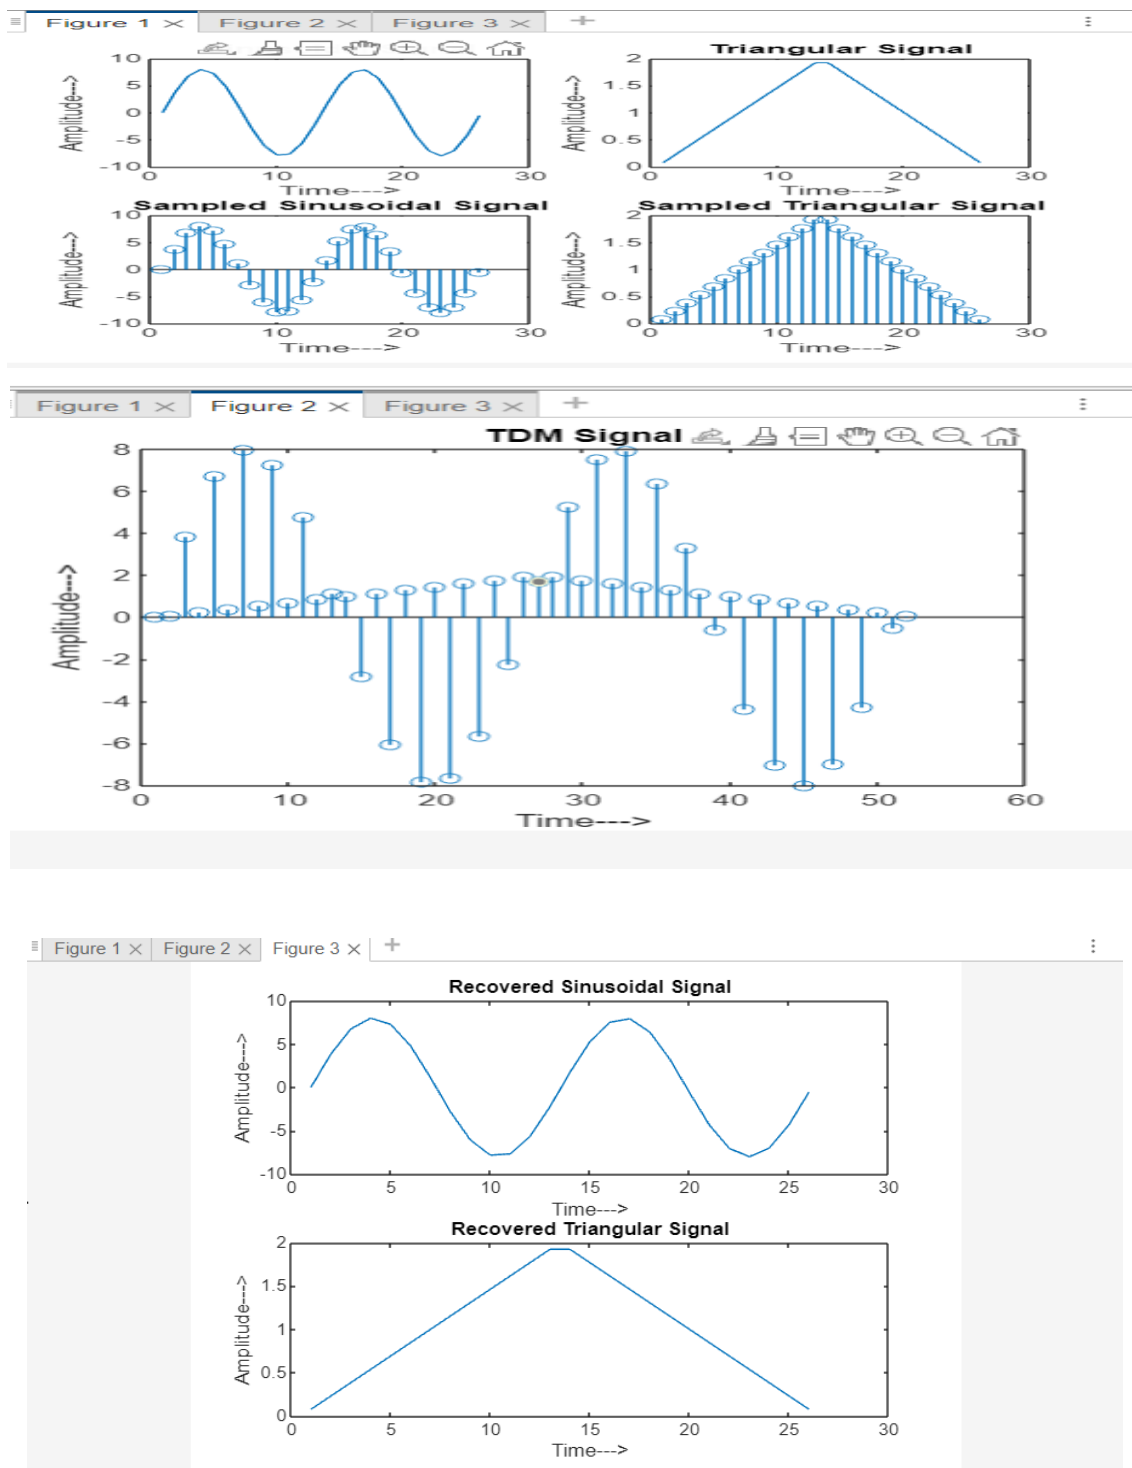 Figure 1 × Figure 2 × Figure 3 × +
Triangular Signal
10
5
0
-5
-10
Amplitude--->
0 10 20 30
Time---->
2
1.5
1
0.5
0
Amplitude--->
0 10 20 30
Time---->
Sampled Sinusoidal Signal
10
5
0
-5
-10
Amplitude--->
0 10 20 30
Time---->
Sampled Triangular Signal
2
1.5
1
0.5
0
Amplitude--->
0 10 20 30
Time---->
Figure 1 × Figure 2 × Figure 3 × +
TDM Signal
8
6
4
2
0
-2
-4
-6
-8
Amplitude--->
0 10 20 30 40 50 60
Time--->
Figure 1 × Figure 2 × Figure 3 × +
Recovered Sinusoidal Signal
10
5
0
-5
-10
Amplitude--->
0 5 10 15 20 25 30
Time--->
Recovered Triangular Signal
2
1.5
1
0.5
0
Amplitude--->
0 5 10 15 20 25 30
Time--->